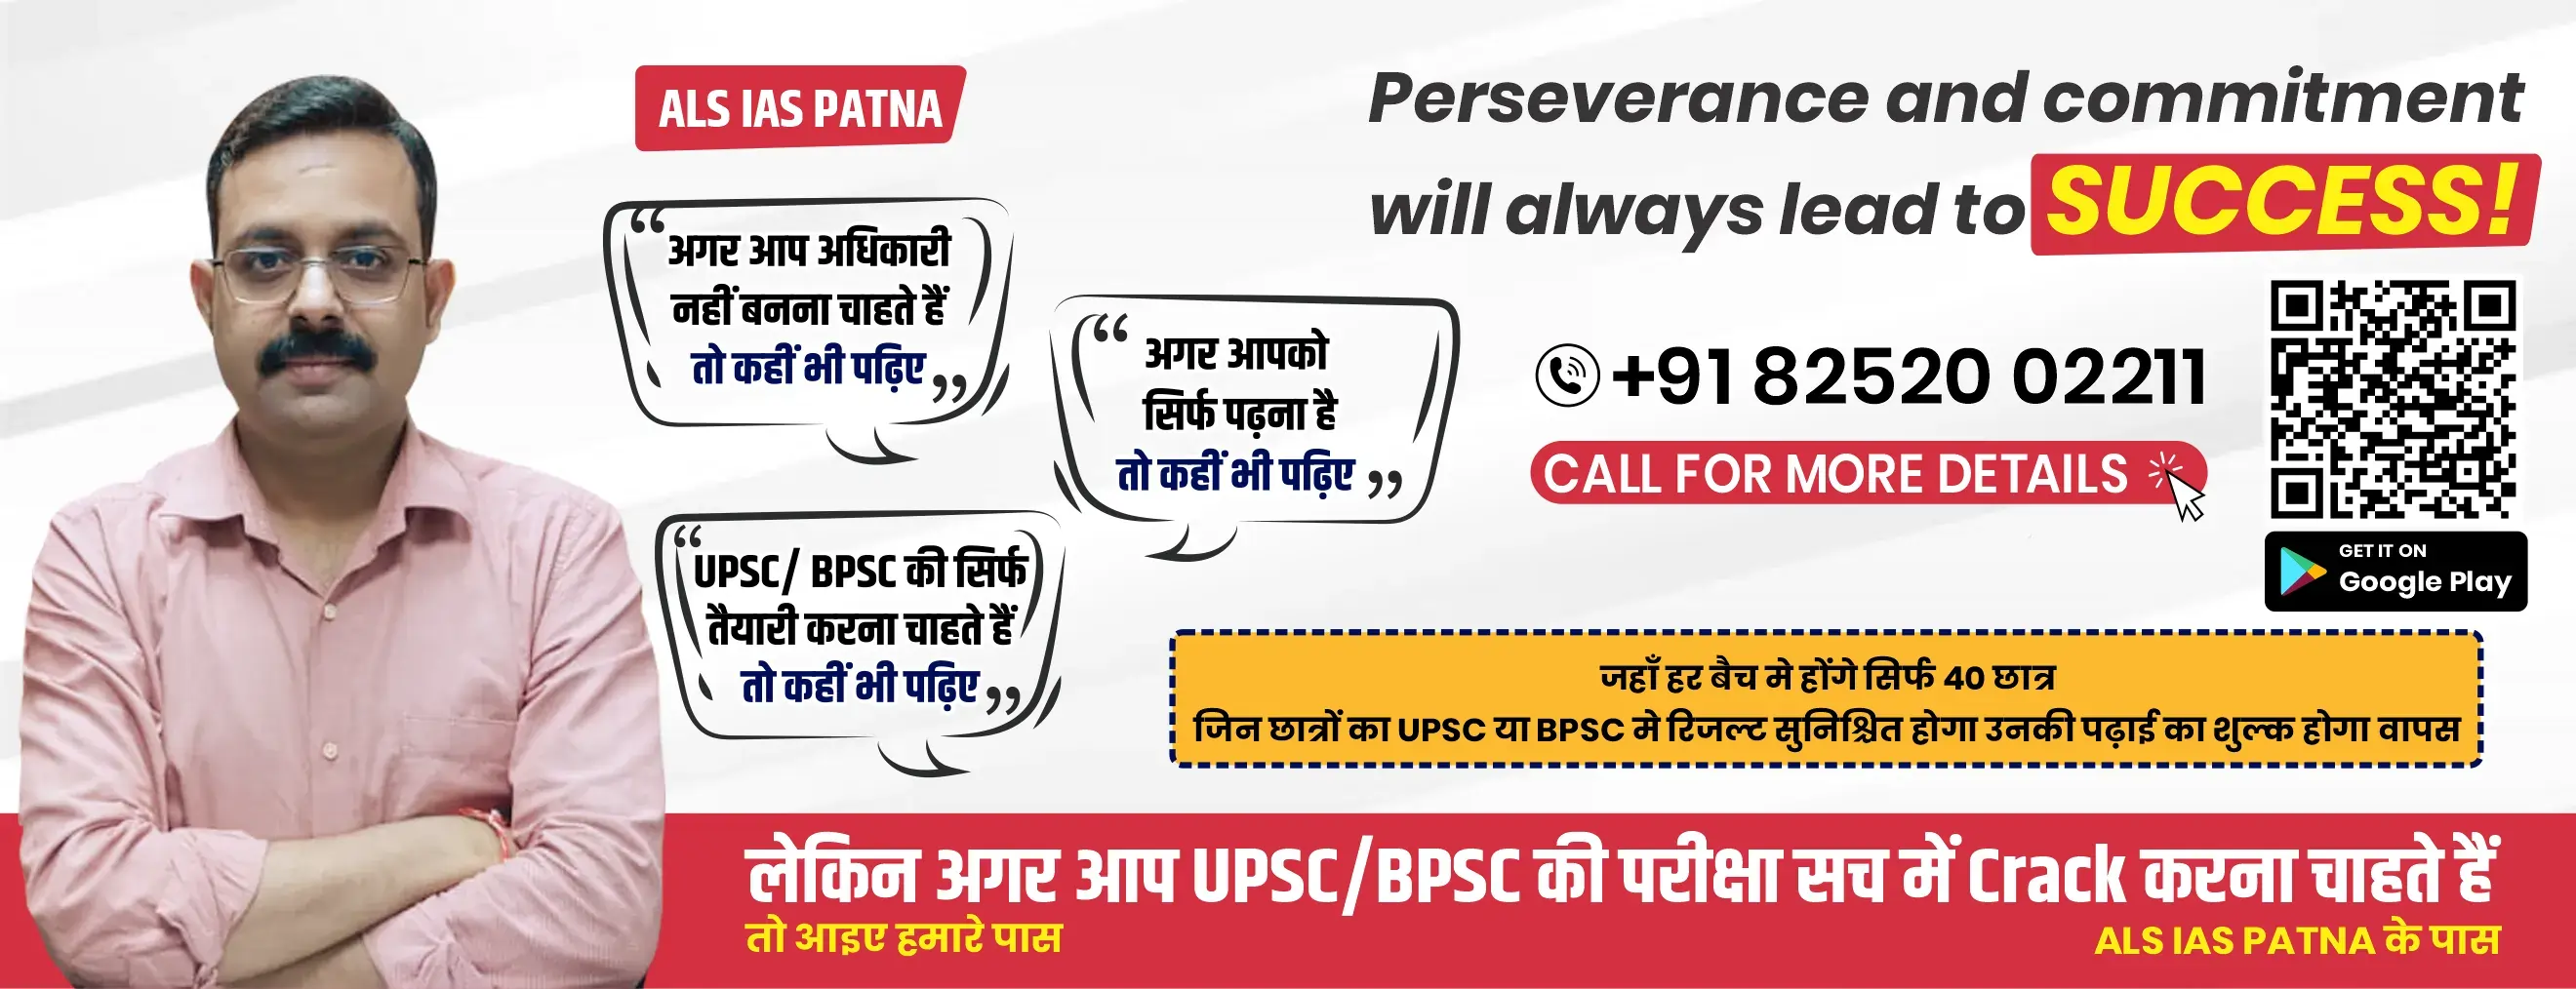 ALS IAS PATNA
Perseverance and commitment
will always lead to SUCCESS!
“अगर आप अधिकारी
नहीं बनना चाहते हैं
तो कहीं भी पढ़िए”
“अगर आपको
सिर्फ पढ़ना है
तो कहीं भी पढ़िए”
“UPSC/ BPSC की सिर्फ
तैयारी करना चाहते हैं
तो कहीं भी पढ़िए”
+91 82520 02211
CALL FOR MORE DETAILS
GET IT ON
Google Play
जहाँ हर बैच मे होंगे सिर्फ 40 छात्र
जिन छात्रों का UPSC या BPSC मे रिजल्ट सुनिश्चित होगा उनकी पढ़ाई का शुल्क होगा वापस
लेकिन अगर आप UPSC/BPSC की परीक्षा सच में Crack करना चाहते हैं
तो आइए हमारे पास
ALS IAS PATNA के पास